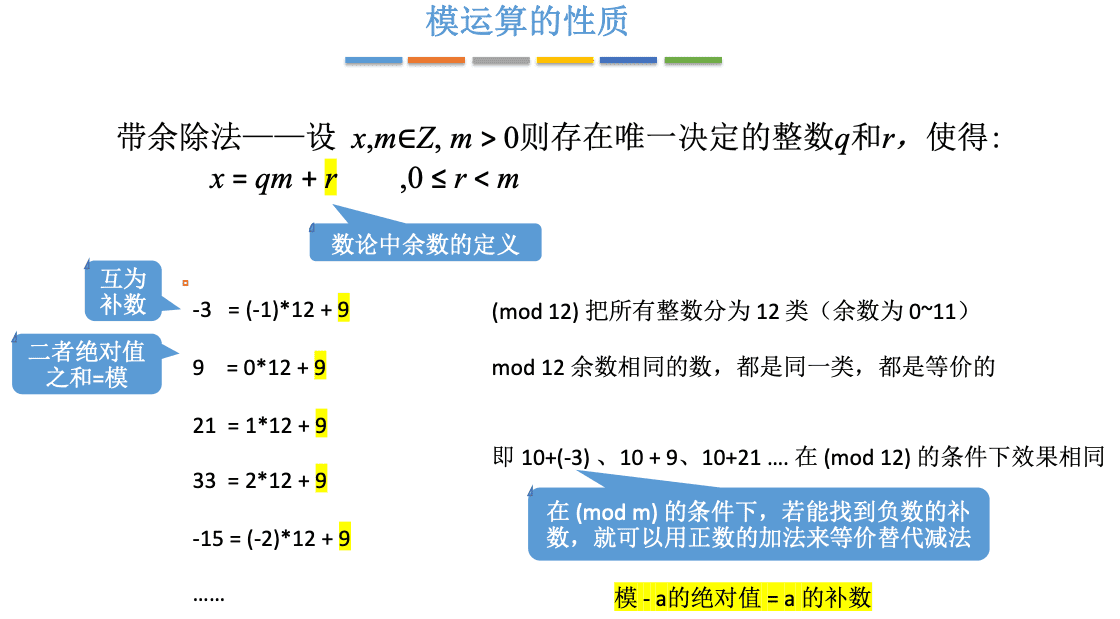 模运算的性质
带余除法——设 x,m∈Z, m > 0则存在唯一决定的整数q和r，使得:
x = qm + r ,0 ≤ r < m
数论中余数的定义
互为
补数
-3 = (-1)*12 + 9
(mod 12) 把所有整数分为 12 类（余数为 0~11）
二者绝对值
之和=模
9 = 0*12 + 9
mod 12 余数相同的数，都是同一类，都是等价的
21 = 1*12 + 9
即 10+(-3) 、10 + 9、10+21 .... 在 (mod 12) 的条件下效果相同
33 = 2*12 + 9
在 (mod m) 的条件下，若能找到负数的补
数，就可以用正数的加法来等价替代减法
-15 = (-2)*12 + 9
……
模 - a的绝对值 = a 的补数